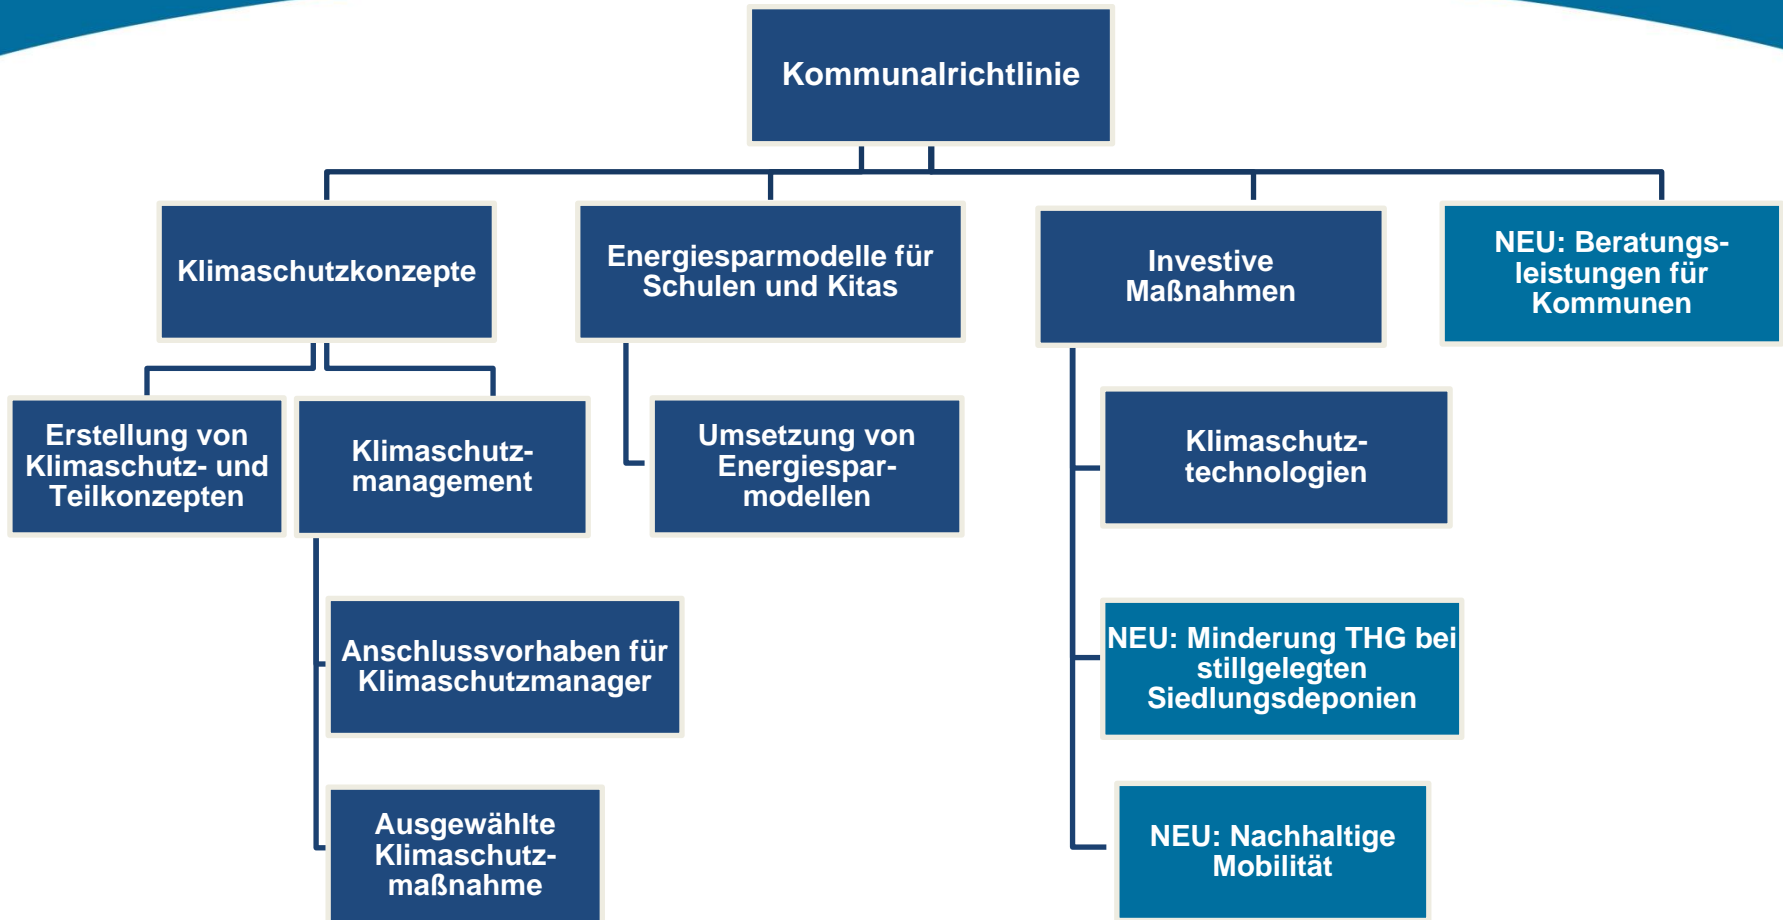 Kommunalrichtlinie
Klimaschutzkonzepte
Energiesparmodelle für
Schulen und Kitas
Investive
Maßnahmen
NEU: Beratungs-
leistungen für
Kommunen
Erstellung von
Klimaschutz- und
Teilkonzepten
Klimaschutz-
management
Umsetzung von
Energiespar-
modellen
Klimaschutz-
technologien
Anschlussvorhaben für
Klimaschutzmanager
NEU: Minderung THG bei
stillgelegten
Siedlungsdeponien
Ausgewählte
Klimaschutz-
maßnahme
NEU: Nachhaltige
Mobilität